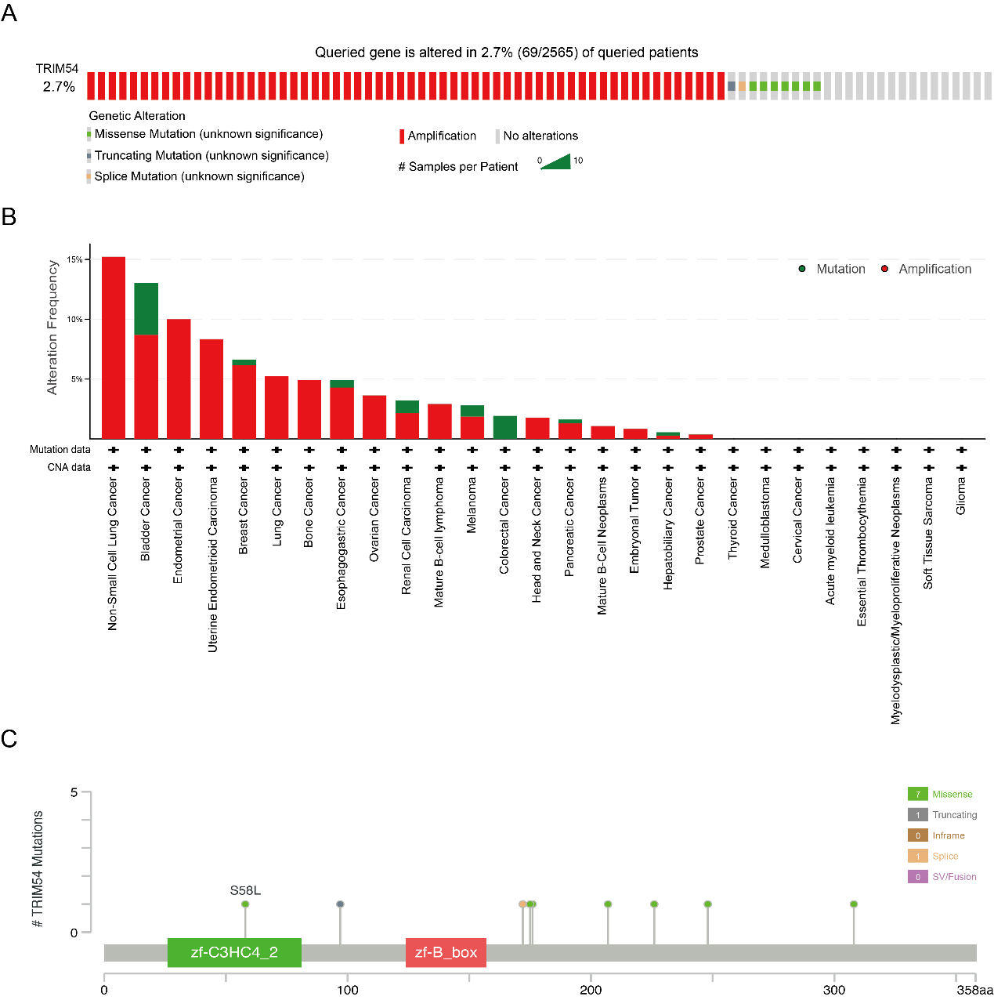 A
Queried gene is altered in 2.7% (69/2565) of queried patients
TRIM54
2.7%
Genetic Alteration
Missense Mutation (unknown significance)
Truncating Mutation (unknown significance)
Splice Mutation (unknown significance)
Amplification
No alterations
# Samples per Patient
0
10
B
Alteration Frequency
15%
10%
5%
Mutation
Amplification
Mutation data
CNA data
Non-Small Cell Lung Cancer
Bladder Cancer
Endometrial Cancer
Uterine Endometrioid Carcinoma
Breast Cancer
Lung Cancer
Bone Cancer
Esophagogastric Cancer
Ovarian Cancer
Renal Cell Carcinoma
Mature B-cell lymphoma
Melanoma
Colorectal Cancer
Head and Neck Cancer
Pancreatic Cancer
Mature B-Cell Neoplasms
Embryonal Tumor
Hepatobiliary Cancer
Prostate Cancer
Thyroid Cancer
Medulloblastoma
Cervical Cancer
Acute myeloid leukemia
Essential Thrombocythemia
Myelodysplastic/Myeloproliferative Neoplasms
Soft Tissue Sarcoma
Glioma
C
# TRIM54 Mutations
5
0
S58L
7 Missense
1 Truncating
0 Inframe
1 Splice
0 SV/Fusion
zf-C3HC4_2
zf-B_box
0
100
200
300
358aa